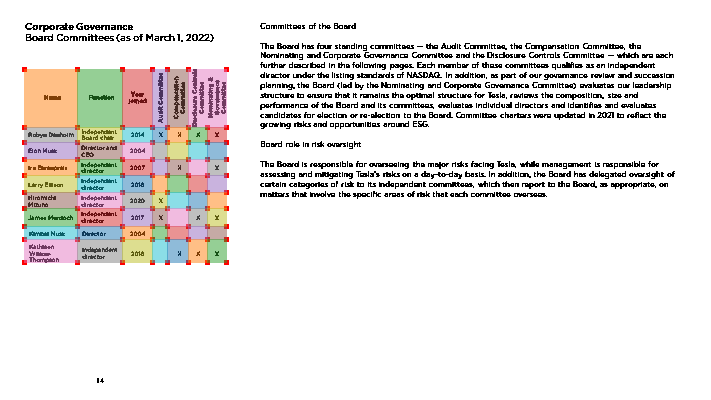 Corporate Governance
Board Committees (as of March 1, 2022)
Name Function Year joined Audit Committee Compensation Committee Disclosure Controls Committee Nominating & Governance Committee
Robyn Denholm Independent Board chair 2014 X X X X
Elon Musk Director and CEO 2004
Ira Ehrenpreis Independent director 2007 X X
Larry Ellison Independent director 2018
Hiromichi Mizuno Independent director 2020 X
James Murdoch Independent director 2017 X X X
Kimbal Musk Director 2004
Kathleen Wilson-Thompson Independent director 2018 X X X
14
Committees of the Board
The Board has four standing committees — the Audit Committee, the Compensation Committee, the
Nominating and Corporate Governance Committee and the Disclosure Controls Committee — which are each
further described in the following pages. Each member of these committees qualifies as an independent
director under the listing standards of NASDAQ. In addition, as part of our governance review and succession
planning, the Board (led by the Nominating and Corporate Governance Committee) evaluates our leadership
structure to ensure that it remains the optimal structure for Tesla, reviews the composition, size and
performance of the Board and its committees, evaluates individual directors and identifies and evaluates
candidates for election or re-election to the Board. Committee charters were updated in 2021 to reflect the
growing risks and opportunities around ESG.
Board role in risk oversight
The Board is responsible for overseeing the major risks facing Tesla, while management is responsible for
assessing and mitigating Tesla's risks on a day-to-day basis. In addition, the Board has delegated oversight of
certain categories of risk to its independent committees, which then report to the Board, as appropriate, on
matters that involve the specific areas of risk that each committee oversees.